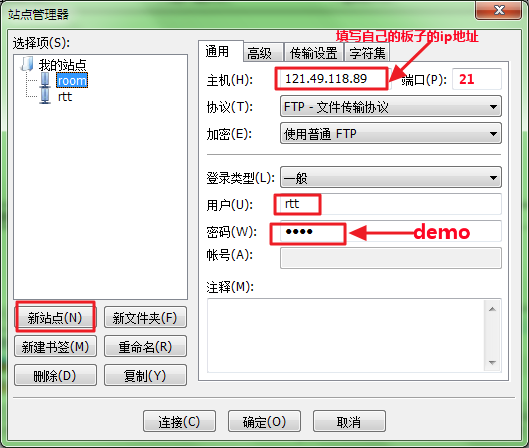 站点管理器
填写自己的板子的ip地址
选择项(S):
我的站点
room
rtt
通用 高级 传输设置 字符集
主机(H): 121.49.118.89 端口(P): 21
协议(T): FTP - 文件传输协议
加密(E): 使用普通 FTP
登录类型(L): 一般
用户(U): rtt
密码(W): ●●●● demo
帐号(A):
注释(M):
新站点(N) 新文件夹(F)
新建书签(M) 重命名(R)
删除(D) 复制(Y)
连接(C) 确定(O) 取消